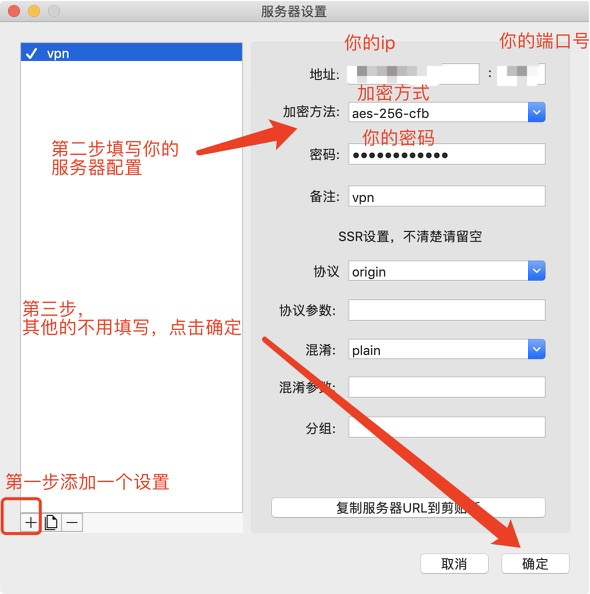 服务器设置
vpn
你的ip
你的端口号
地址:
:
加密方式
加密方法:
aes-256-cfb
第二步填写你的
服务器配置
你的密码
密码:
●●●●●●●●●●●●
备注:
vpn
SSR设置，不清楚请留空
协议
origin
第三步，
其他的不用填写，点击确定
协议参数:
混淆:
plain
混淆参数:
分组:
第一步添加一个设置
复制服务器URL到剪贴
取消
确定